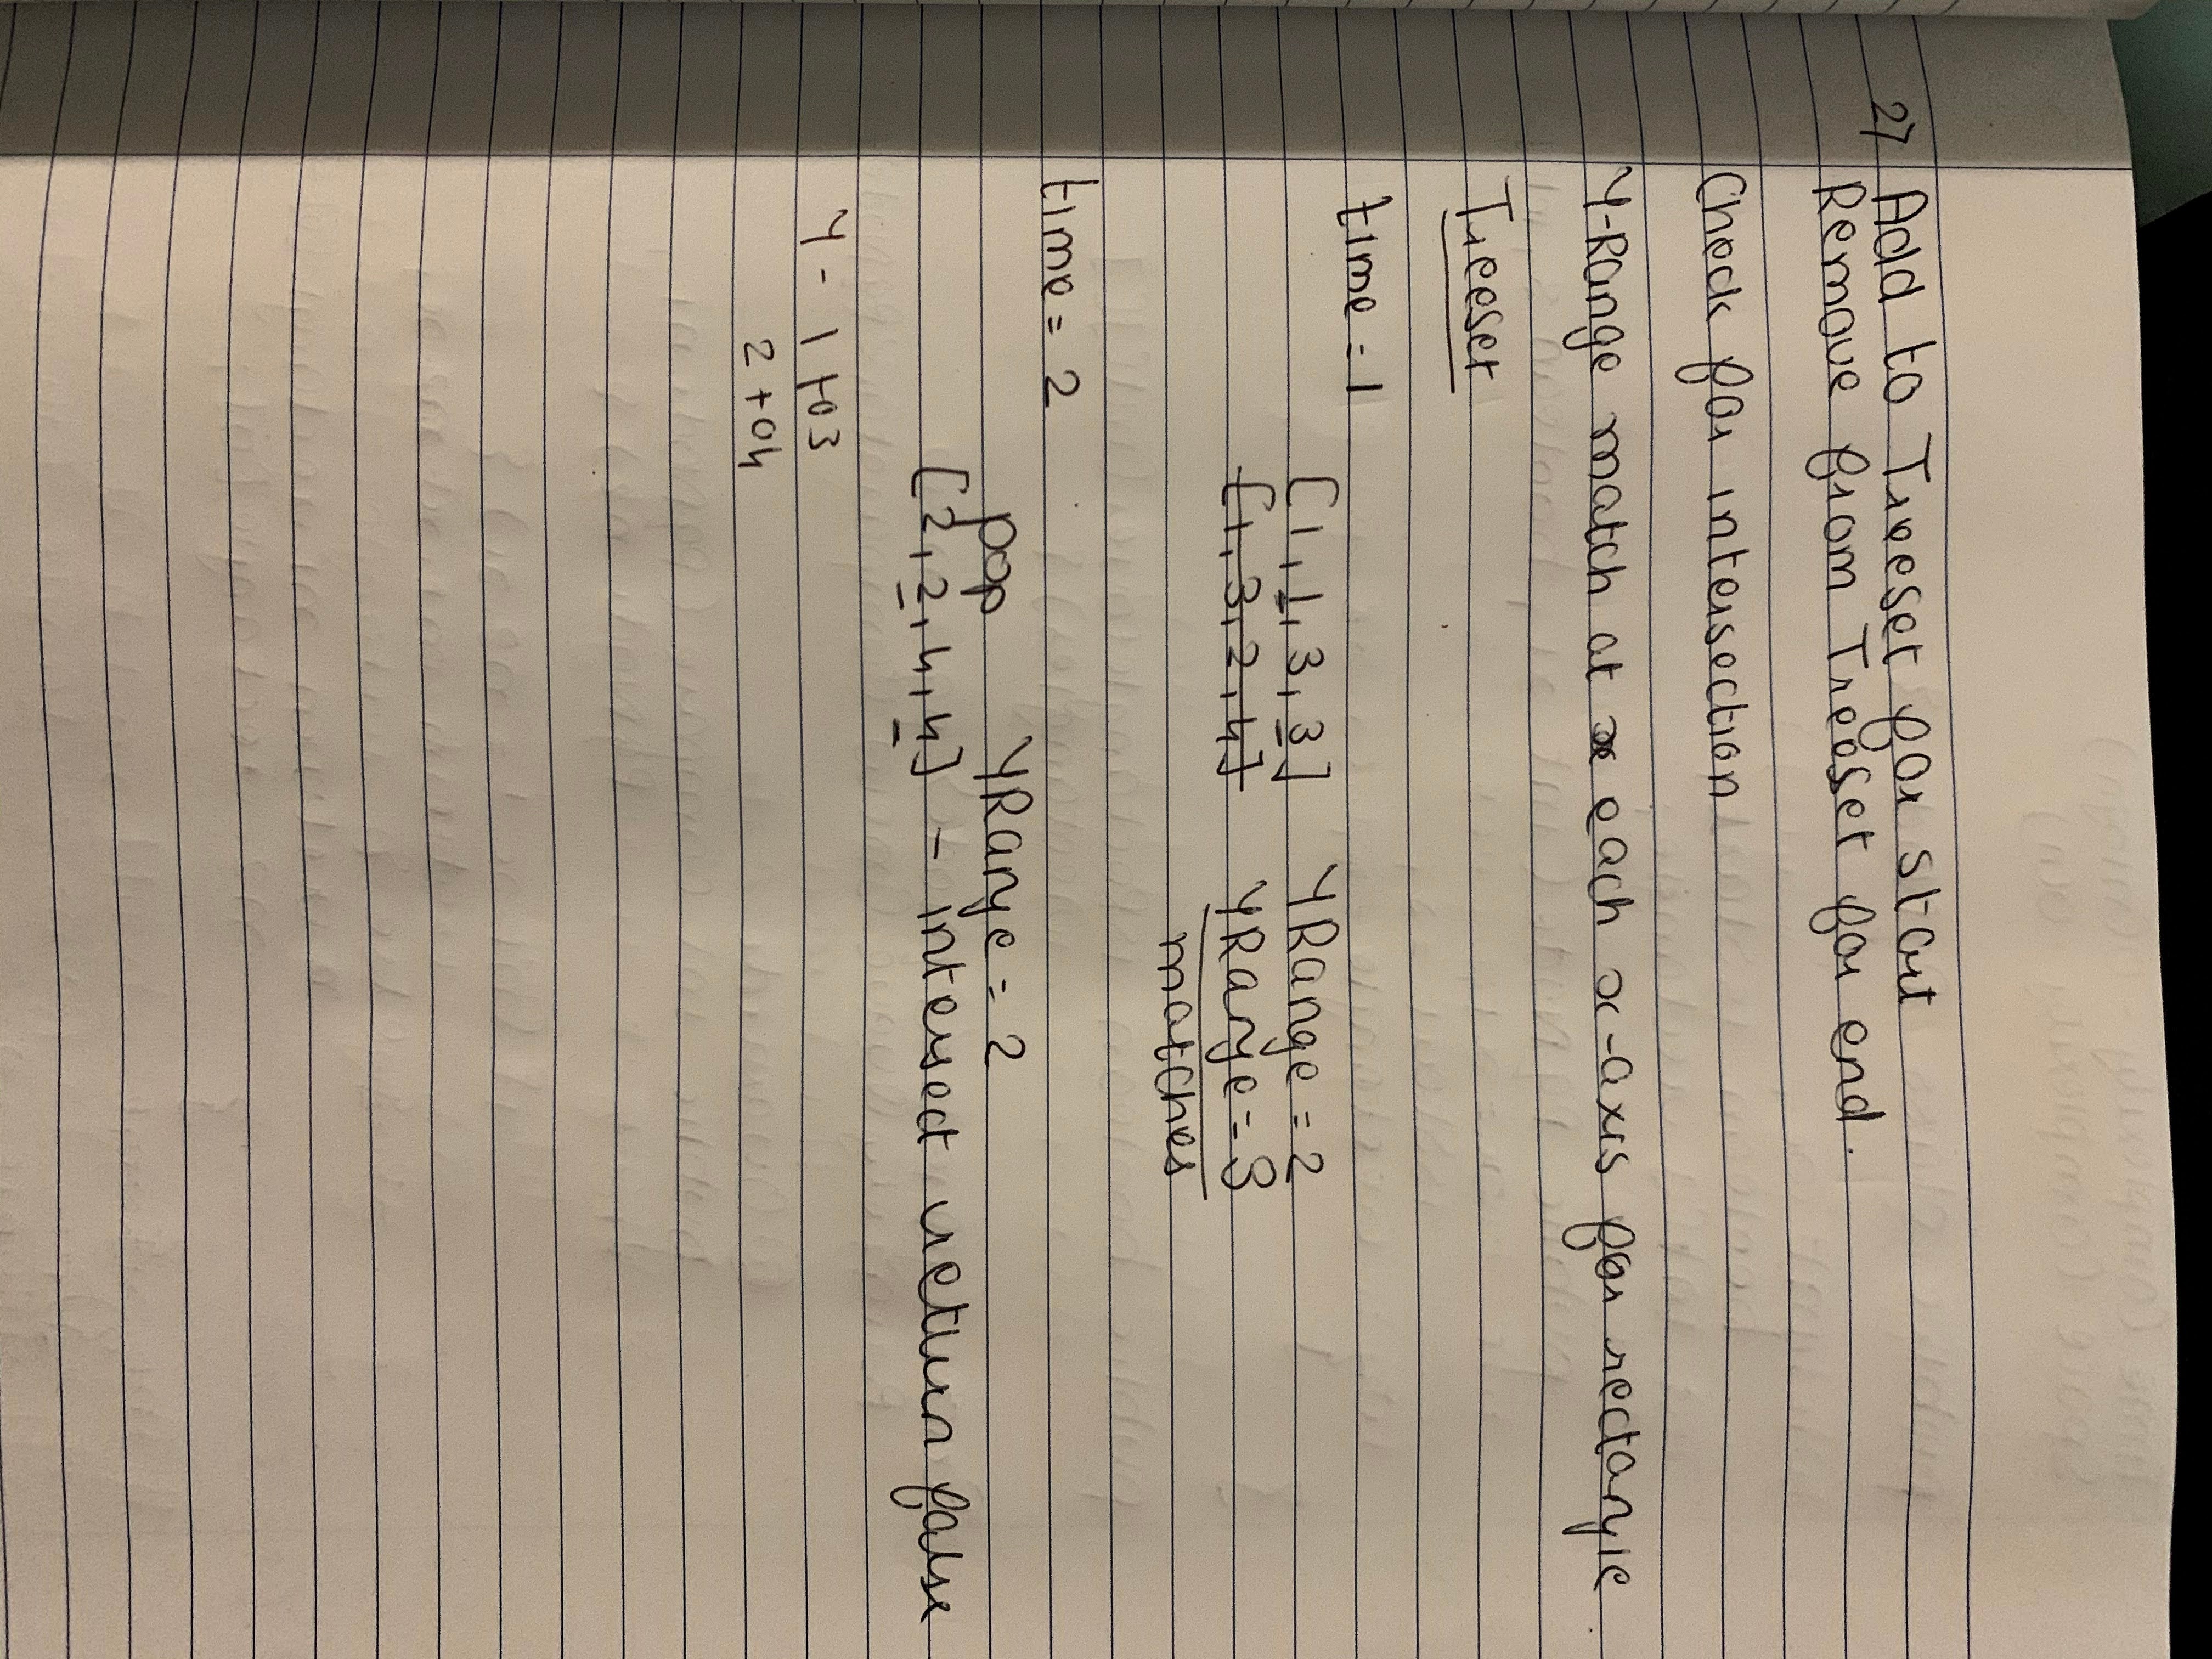 2) Add to Treeset for start
Remove from Treeset for end.
Check for intersection
Y-Range match at each x-axis for rectangle.
Treeset
time = 1
[1,1,3,3] YRange = 2
[1,3,2,4] YRange = 3
matches
time = 2
pop YRange = 2
[2,2,4,4] - intersect return false
Y - 1 to 3
2 to 4